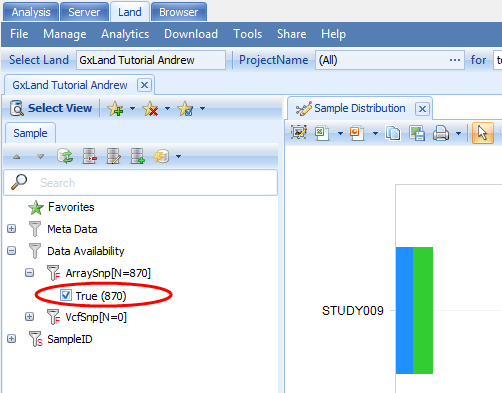 Analysis Server Land Browser
File Manage Analytics Download Tools Share Help
Select Land GxLand Tutorial Andrew ProjectName (All) ... for
GxLand Tutorial Andrew
Select View
Sample Distribution
Sample
Search
Favorites
Meta Data
Data Availability
ArraySnp[N=870]
True (870)
STUDY009
VcfSnp[N=0]
SampleID